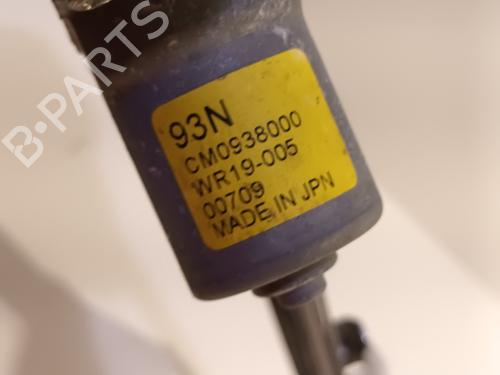 B-PARTS
93N
CM0938000
WR19-005
00709
MADE IN JPN